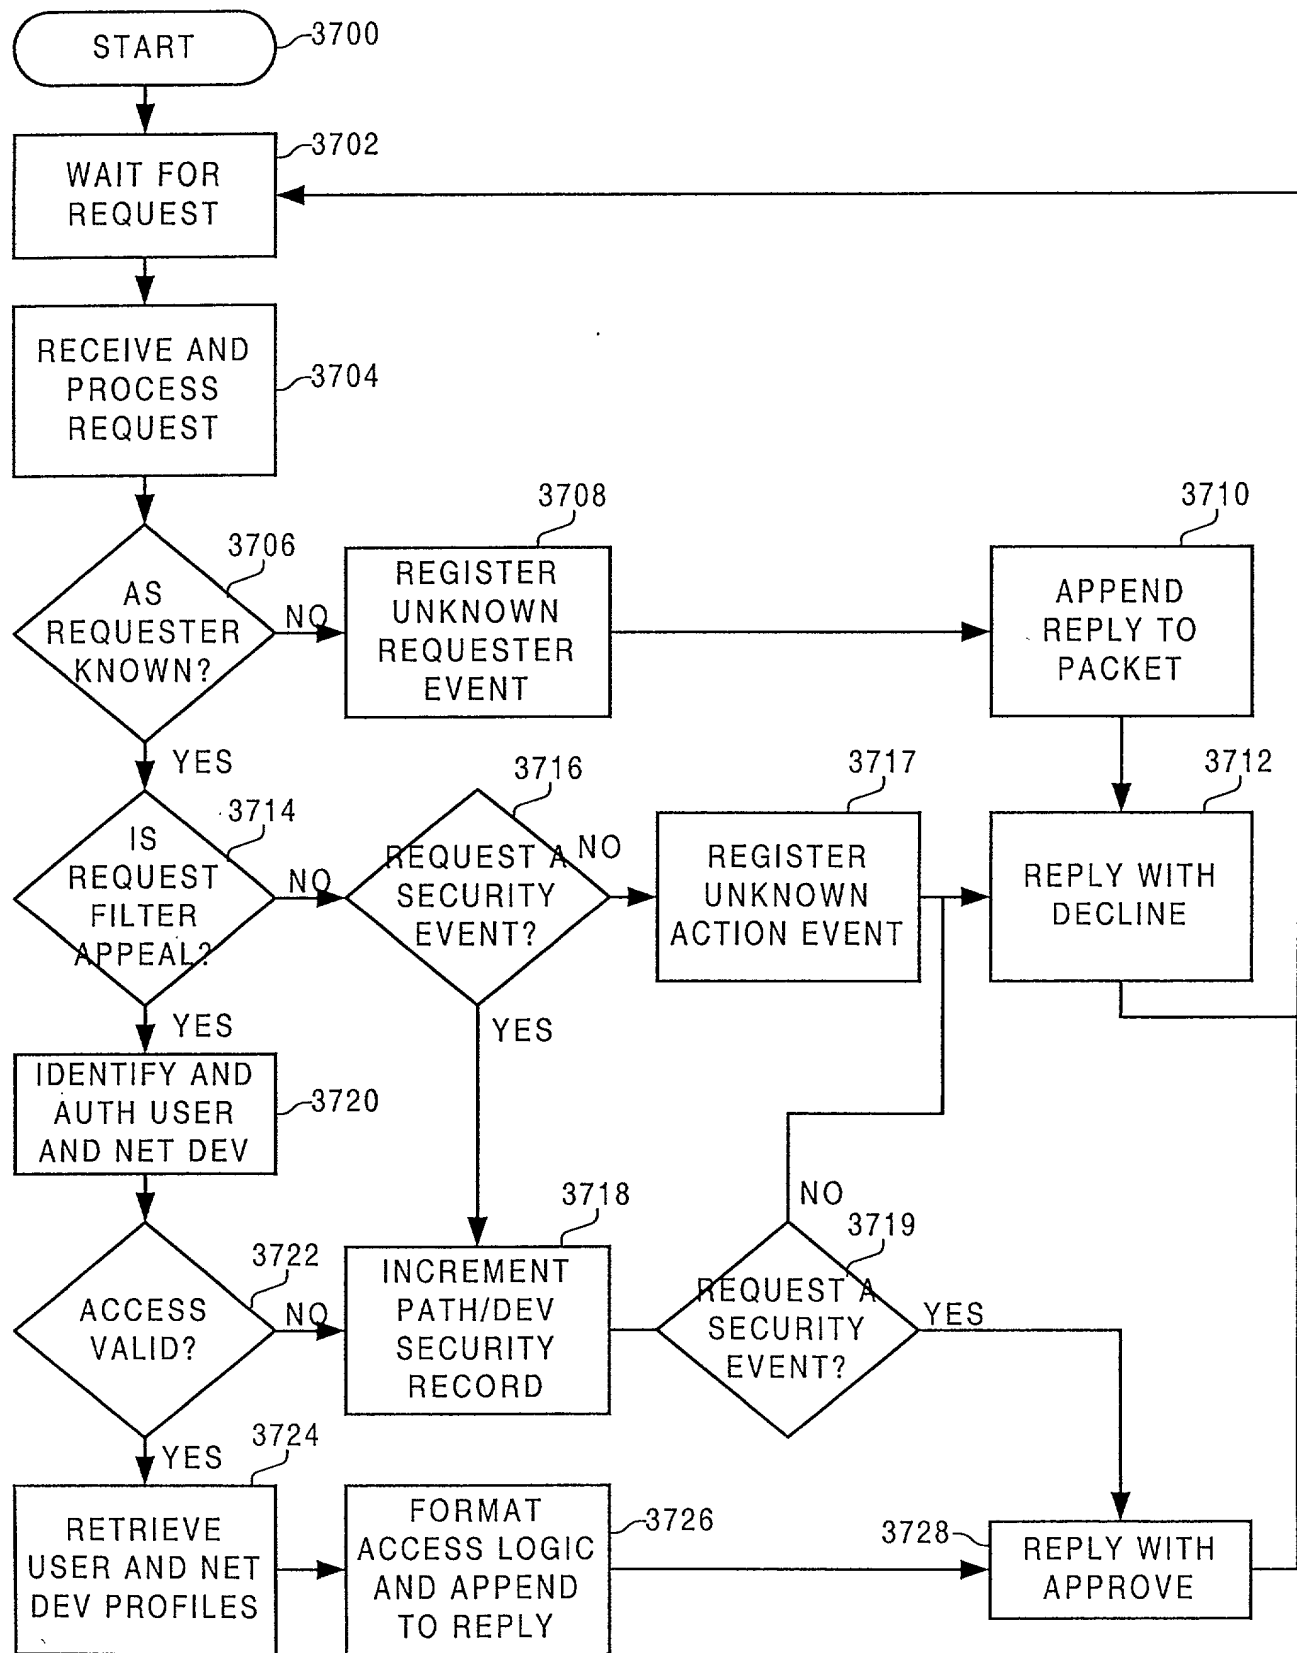 START
3700
WAIT FOR
REQUEST
3702
RECEIVE AND
PROCESS
REQUEST
3704
AS
REQUESTER
KNOWN?
3706
NO
REGISTER
UNKNOWN
REQUESTER
EVENT
3708
APPEND
REPLY TO
PACKET
3710
YES
IS
REQUEST
FILTER
APPEAL?
3714
NO
REQUEST A
SECURITY
EVENT?
3716
NO
REGISTER
UNKNOWN
ACTION EVENT
3717
REPLY WITH
DECLINE
3712
YES
YES
IDENTIFY AND
AUTH USER
AND NET DEV
3720
ACCESS
VALID?
3722
NO
INCREMENT
PATH/DEV
SECURITY
RECORD
3718
NO
REQUEST A
SECURITY
EVENT?
3719
YES
YES
RETRIEVE
USER AND NET
DEV PROFILES
3724
FORMAT
ACCESS LOGIC
AND APPEND
TO REPLY
3726
3728
REPLY WITH
APPROVE